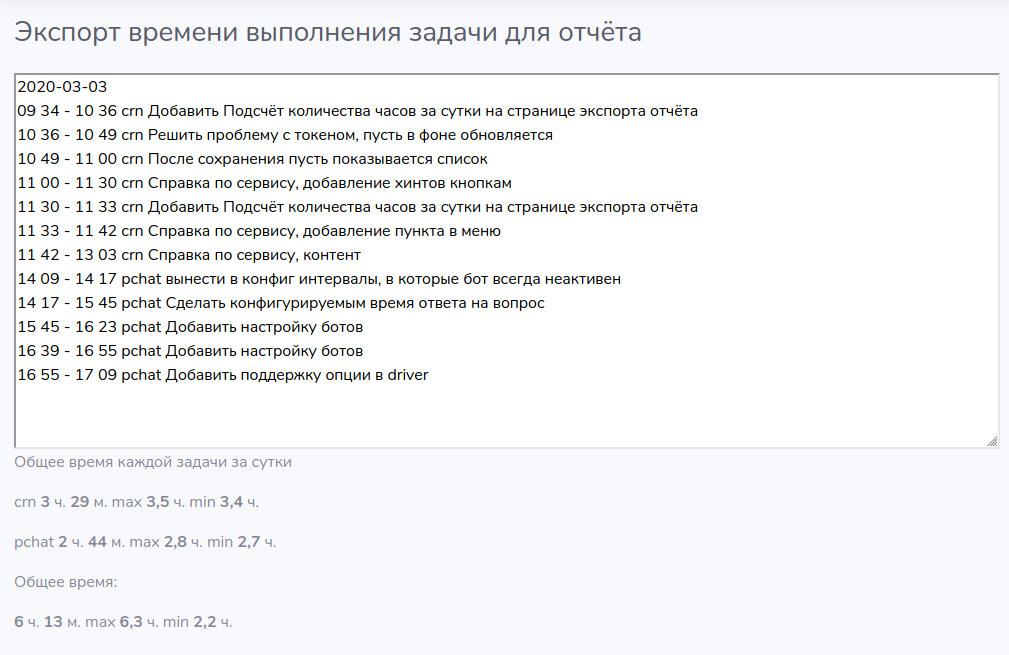 Экспорт времени выполнения задачи для отчёта
2020-03-03
09 34 - 10 36 crn Добавить Подсчёт количества часов за сутки на странице экспорта отчёта
10 36 - 10 49 crn Решить проблему с токеном, пусть в фоне обновляется
10 49 - 11 00 crn После сохранения пусть показывается список
11 00 - 11 30 crn Справка по сервису, добавление хинтов кнопкам
11 30 - 11 33 crn Добавить Подсчёт количества часов за сутки на странице экспорта отчёта
11 33 - 11 42 crn Справка по сервису, добавление пункта в меню
11 42 - 13 03 crn Справка по сервису, контент
14 09 - 14 17 pchat вынести в конфиг интервалы, в которые бот всегда неактивен
14 17 - 15 45 pchat Сделать конфигурируемым время ответа на вопрос
15 45 - 16 23 pchat Добавить настройку ботов
16 39 - 16 55 pchat Добавить настройку ботов
16 55 - 17 09 pchat Добавить поддержку опции в driver
Общее время каждой задачи за сутки
crn 3 ч. 29 м. max 3,5 ч. min 3,4 ч.
pchat 2 ч. 44 м. max 2,8 ч. min 2,7 ч.
Общее время:
6 ч. 13 м. max 6,3 ч. min 2,2 ч.